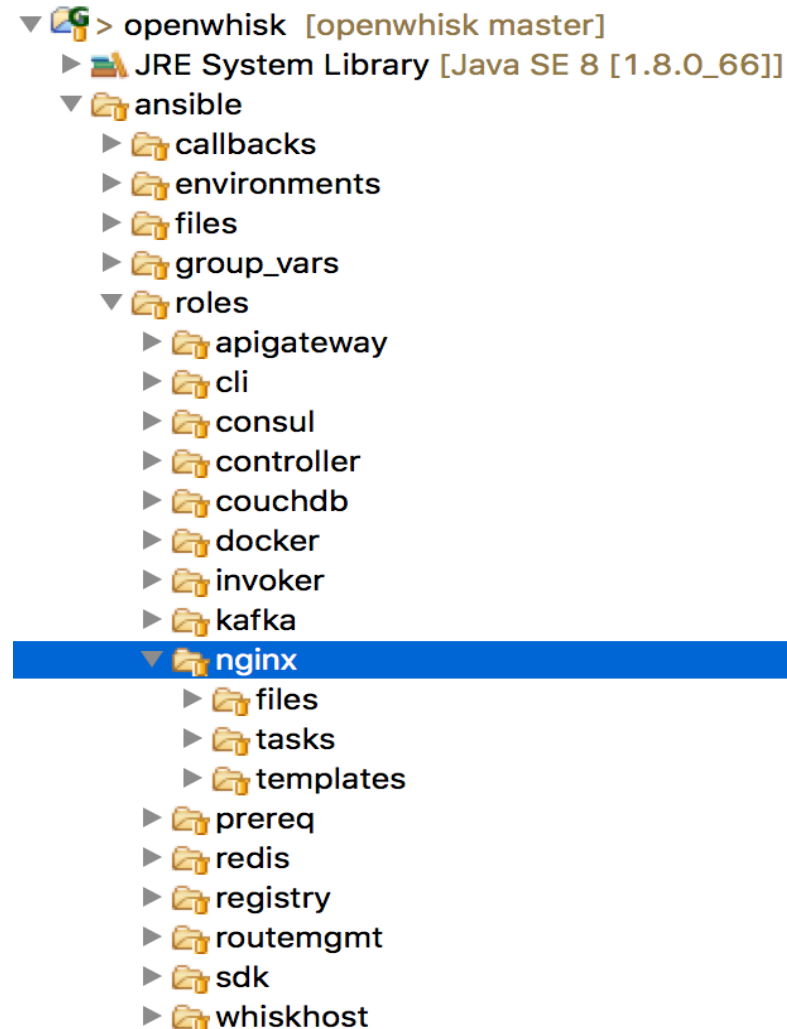 > openwhisk [openwhisk master]
JRE System Library [Java SE 8 [1.8.0_66]]
ansible
callbacks
environments
files
group_vars
roles
apigateway
cli
consul
controller
couchdb
docker
invoker
kafka
nginx
files
tasks
templates
prereq
redis
registry
routemgmt
sdk
whiskhost